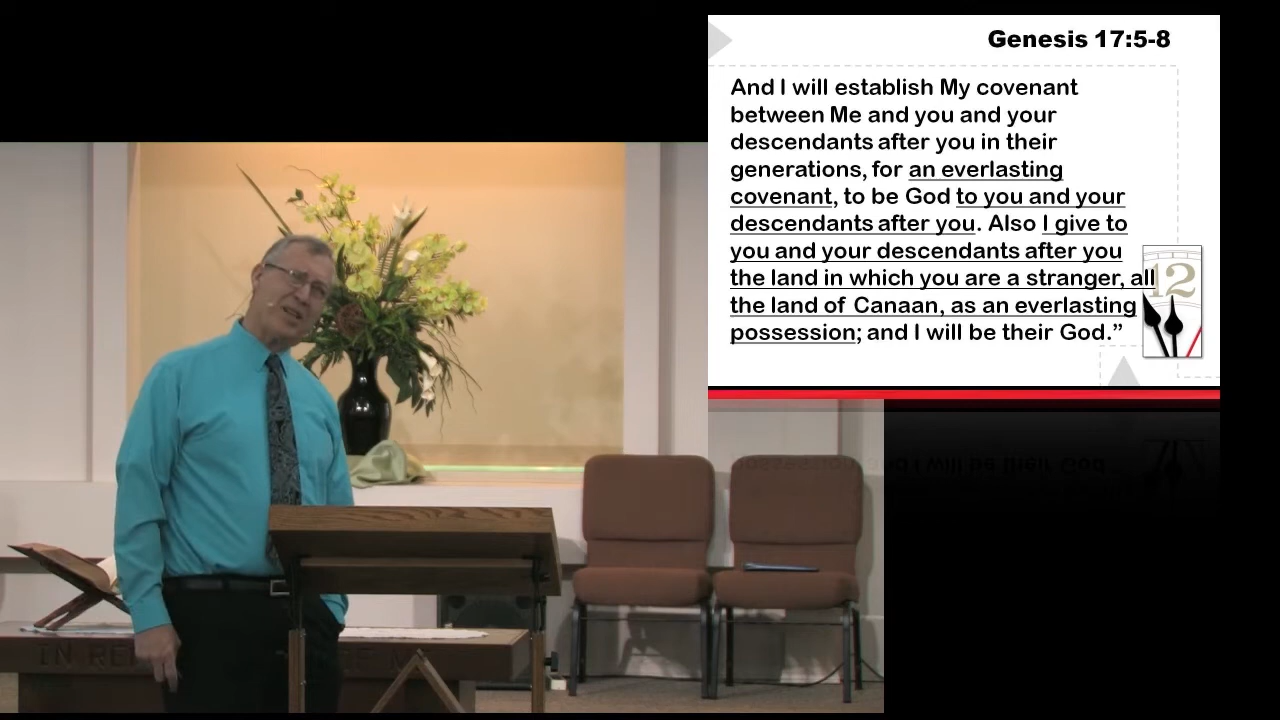 Genesis 17:5-8
And I will establish My covenant
between Me and you and your
descendants after you in their
generations, for an everlasting
covenant, to be God to you and your
descendants after you. Also I give to
you and your descendants after you
the land in which you are a stranger, all
the land of Canaan, as an everlasting
possession; and I will be their God.”
12
IN RE